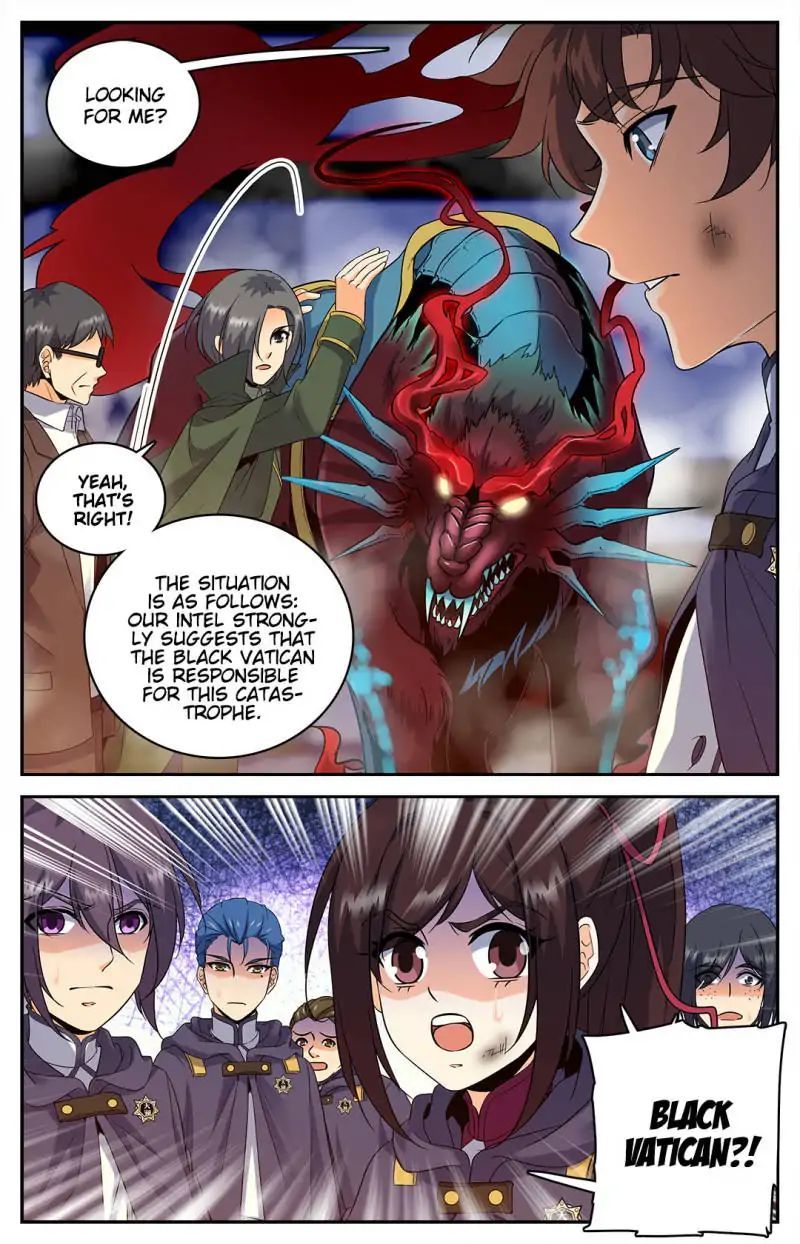 LOOKING
FOR ME?
YEAH,
THAT'S
RIGHT!
THE SITUATION
IS AS FOLLOWS:
OUR INTEL STRONG-
LY SUGGESTS THAT
THE BLACK VATICAN
IS RESPONSIBLE
FOR THIS CATAS-
TROPHE.
BLACK
VATICAN?!